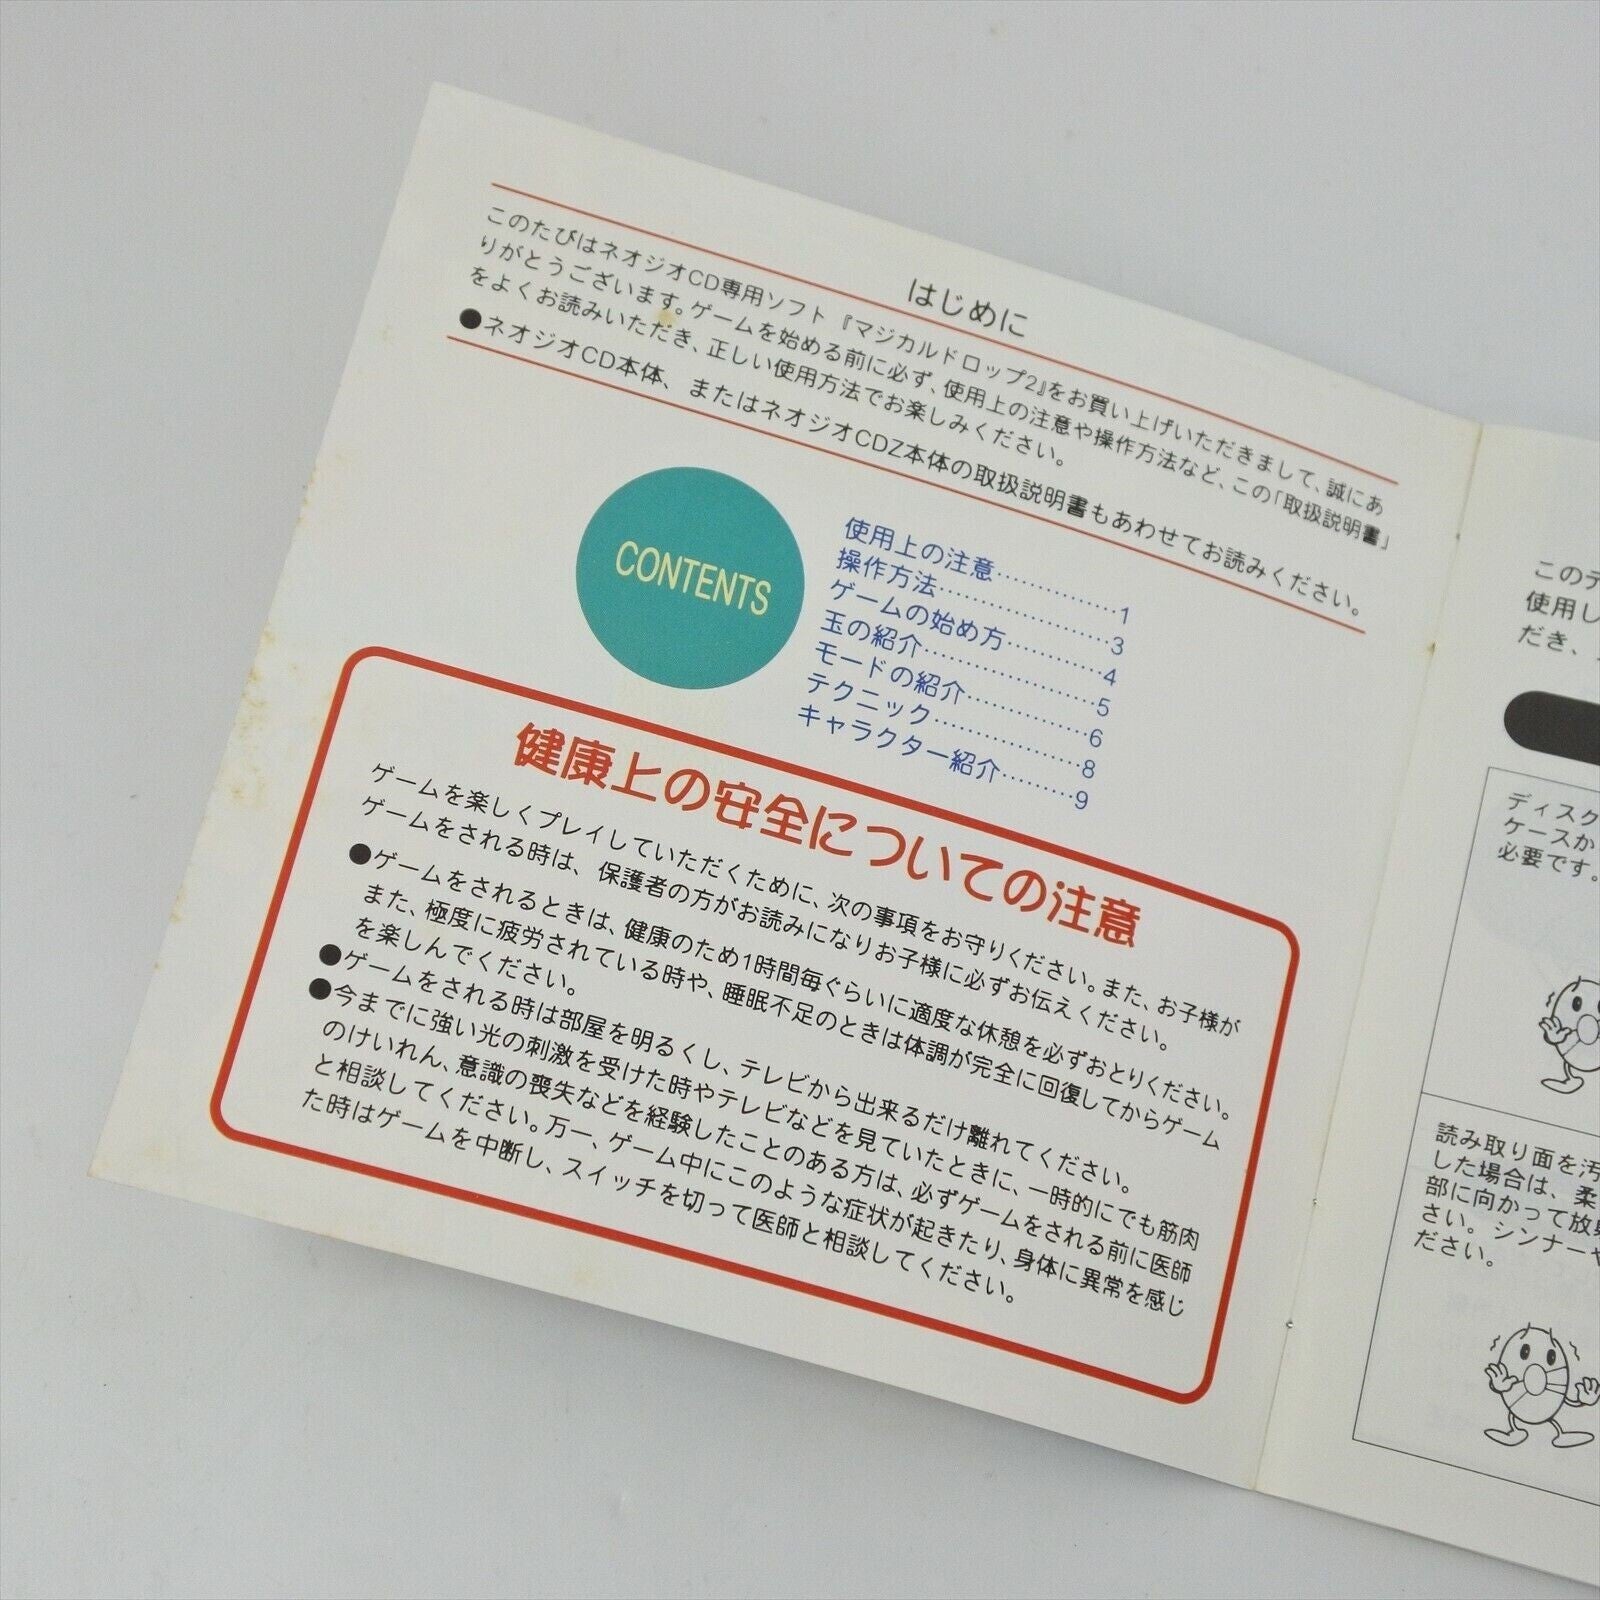 はじめに
このたびはネオジオCD専用ソフト『マジカルドロップ2』をお買い上げいただきまして、誠にあ
りがとうございます。ゲームを始める前に必ず、使用上の注意や操作方法など、この「取扱説明書」
をよくお読みいただき、正しい使用方法でお楽しみください。
●ネオジオCD本体、またはネオジオCDZ本体の取扱説明書もあわせてお読みください。
CONTENTS
使用上の注意……………1
操作方法……………………3
ゲームの始め方…………4
玉の紹介……………………5
モードの紹介……………6
テクニック…………………8
キャラクター紹介………9
健康上の安全についての注意
ゲームを楽しくプレイしていただくために、次の事項をお守りください。また、お子様が
ゲームをされる時は、保護者の方がお読みになりお子様に必ずお伝えください。
●ゲームをされるときは、健康のため1時間毎ぐらいに適度な休憩を必ずおとりください。
また、極度に疲労されている時や、睡眠不足のときは体調が完全に回復してからゲーム
を楽しんでください。
●ゲームをされる時は部屋を明るくし、テレビから出来るだけ離れてください。
●今までに強い光の刺激を受けた時やテレビなどを見ていたときに、一時的にでも筋肉
のけいれん、意識の喪失などを経験したことのある方は、必ずゲームをされる前に医師
と相談してください。万一、ゲーム中にこのような症状が起きたり、身体に異常を感じ
た時はゲームを中断し、スイッチを切って医師と相談してください。
このデ
使用し
だき、
ディスク
ケースか
必要です。
読み取り面を汚
した場合は、柔
部に向かって放射
さい。シンナーや
ださい。